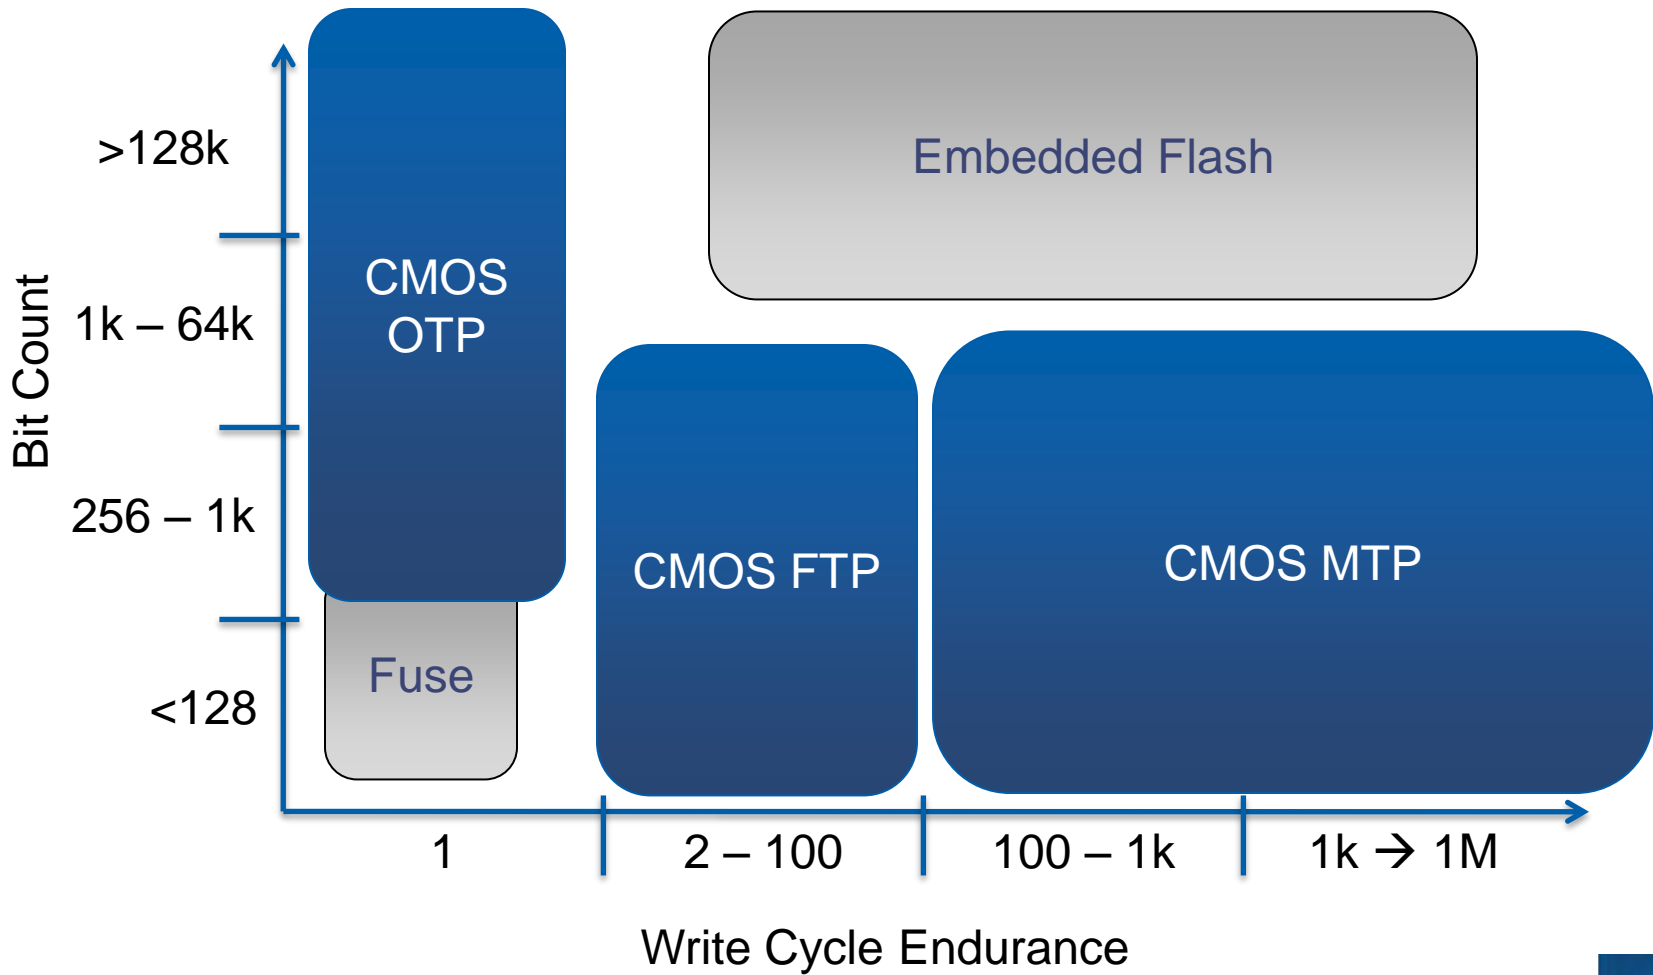 >128k
Embedded Flash
CMOS
OTP
1k – 64k
Bit Count
256 – 1k
CMOS FTP
CMOS MTP
Fuse
<128
1
2 – 100
100 – 1k
1k → 1M
Write Cycle Endurance